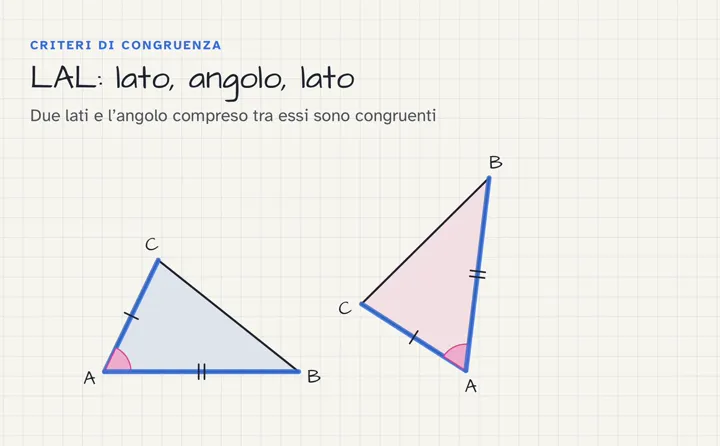 CRITERI DI CONGRUENZA
LAL: lato, angolo, lato
Due lati e l’angolo compreso tra essi sono congruenti
B
C
C
A
B
A